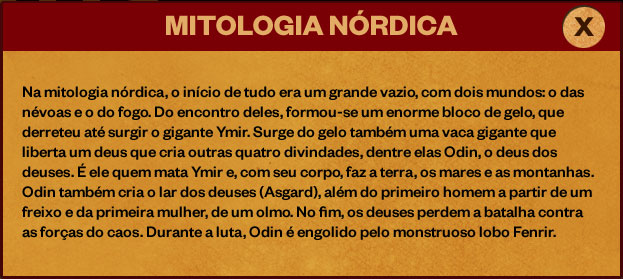 MITOLOGIA NÓRDICA
X
Na mitologia nórdica, o início de tudo era um grande vazio, com dois mundos: o das
névoas e o do fogo. Do encontro deles, formou-se um enorme bloco de gelo, que
derreteu até surgir o gigante Ymir. Surge do gelo também uma vaca gigante que
liberta um deus que cria outras quatro divindades, dentre elas Odin, o deus dos
deuses. É ele quem mata Ymir e, com seu corpo, faz a terra, os mares e as montanhas.
Odin também cria o lar dos deuses (Asgard), além do primeiro homem a partir de um
freixo e da primeira mulher, de um olmo. No fim, os deuses perdem a batalha contra
as forças do caos. Durante a luta, Odin é engolido pelo monstruoso lobo Fenrir.